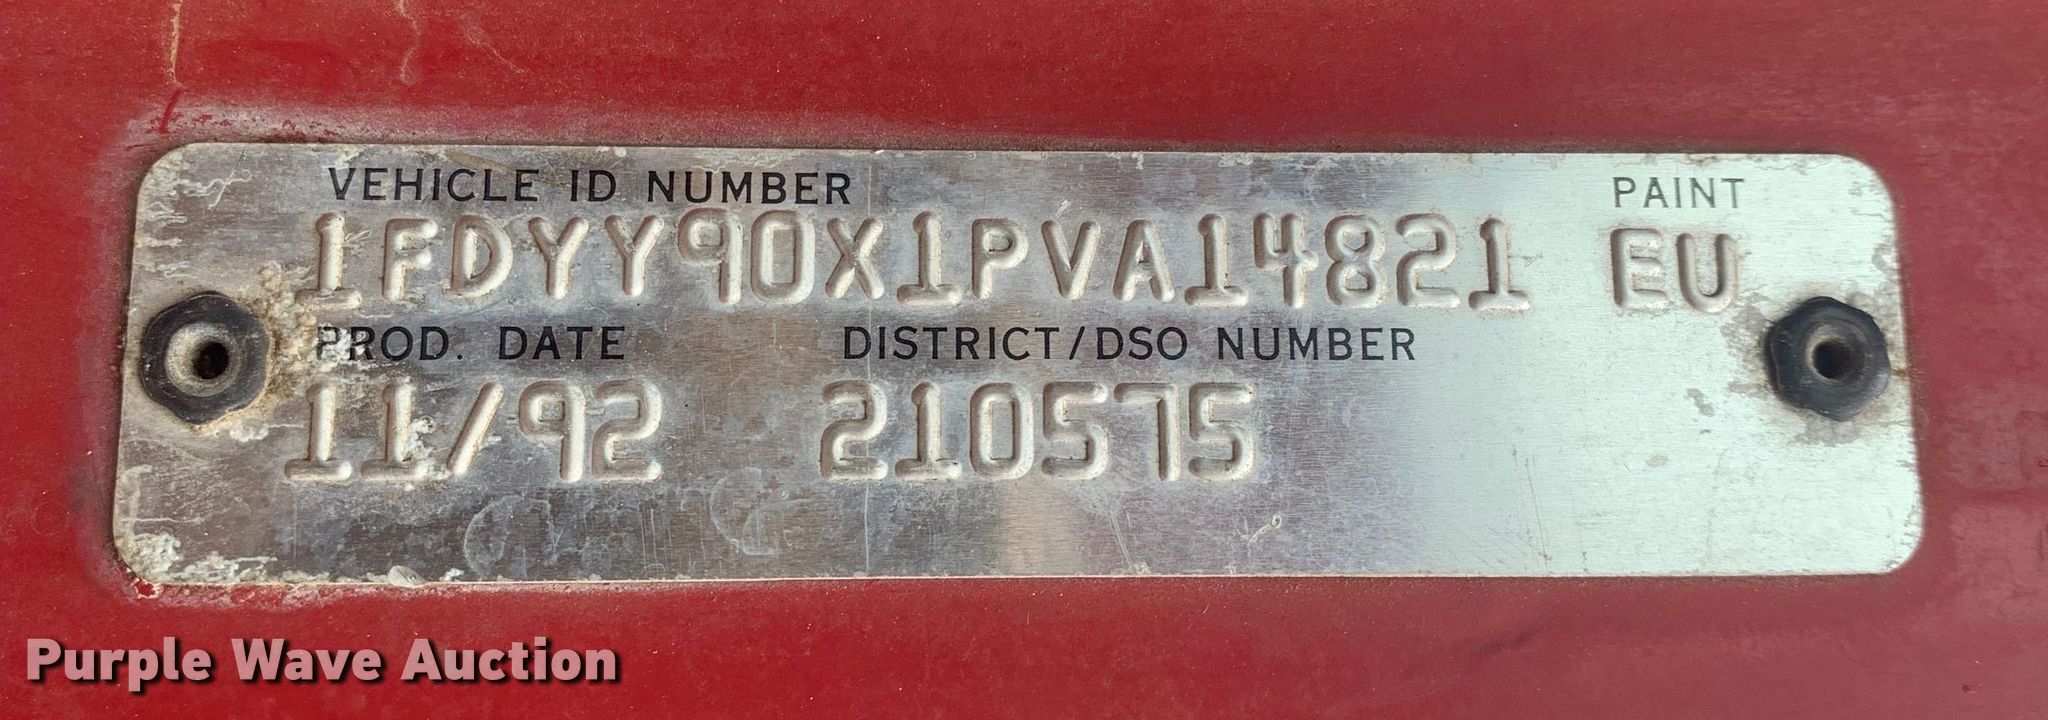 VEHICLE ID NUMBER PAINT
1FDYY90X1PVA14821 EU
PROD. DATE DISTRICT/DSO NUMBER
11/92 210575
Purple Wave Auction